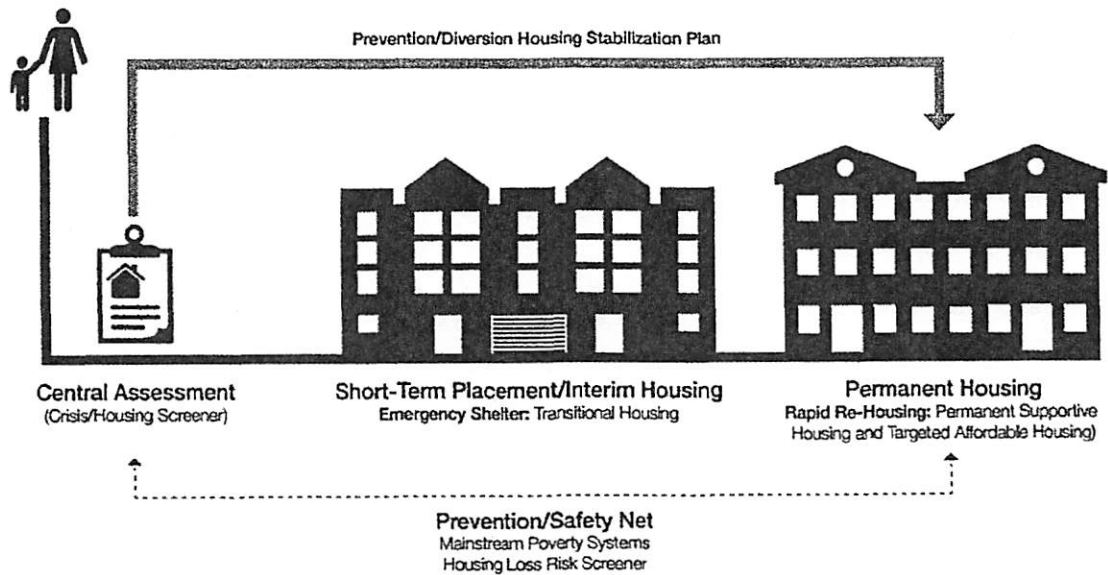 Prevention/Diversion Housing Stabilization Plan
Central Assessment
(Crisis/Housing Screener)
Short-Term Placement/Interim Housing
Emergency Shelter: Transitional Housing
Permanent Housing
Rapid Re-Housing: Permanent Supportive
Housing and Targeted Affordable Housing)
Prevention/Safety Net
Mainstream Poverty Systems
Housing Loss Risk Screener